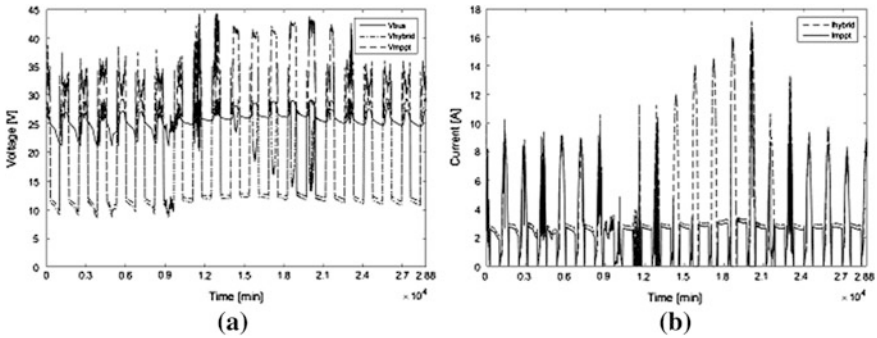 45
40
35
30
25
20
15
10
5
0
Voltage [V]
Vbus
Vhybrid
Vmppt
0 0.3 0.6 0.9 1.2 1.5 1.8 2.1 2.4 2.7 2.88
Time [min]
× 10⁴
(a)
18
16
14
12
10
8
6
4
2
0
Current [A]
Ihybrid
Imppt
0 0.3 0.6 0.9 1.2 1.5 1.8 2.1 2.4 2.7 2.88
Time [min]
× 10⁴
(b)